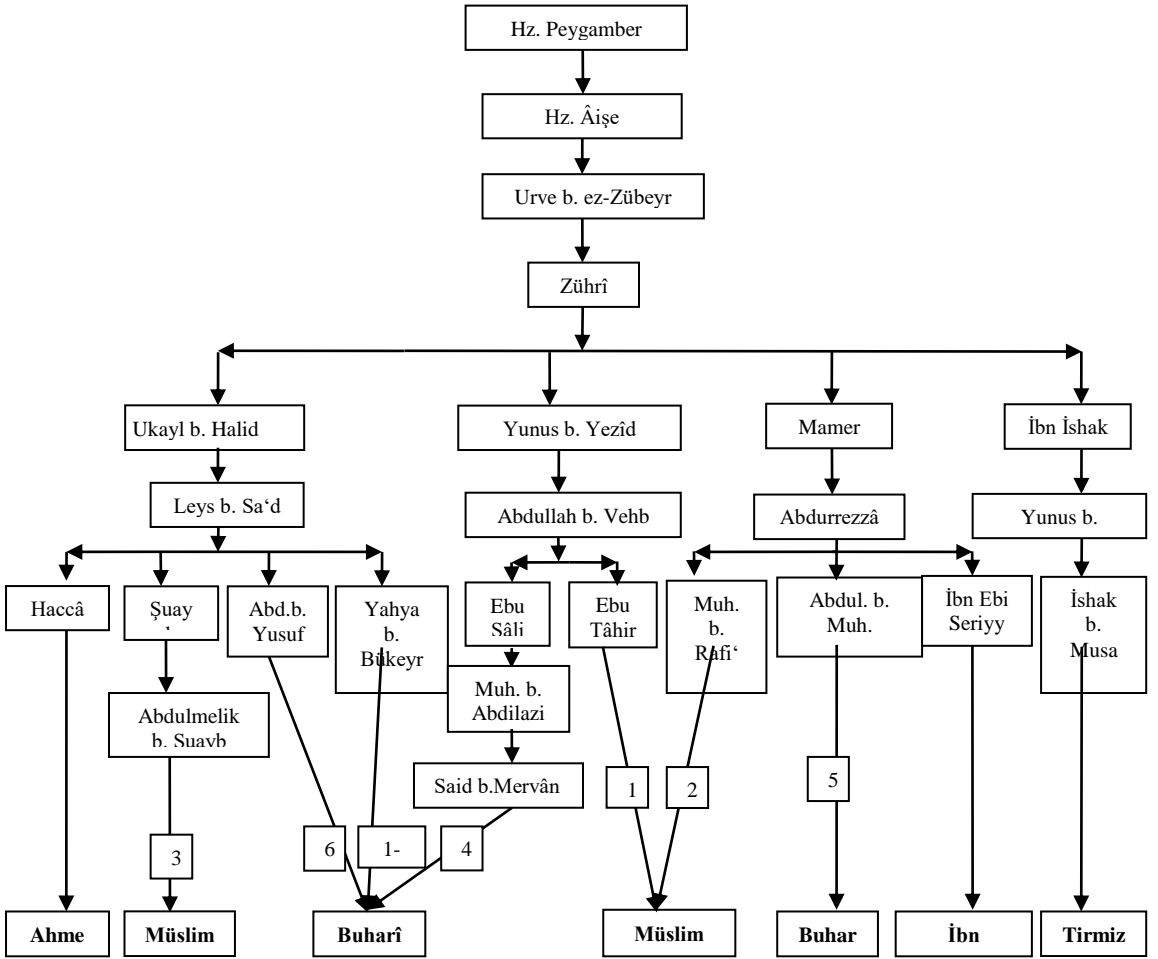 Hz. Peygamber
Hz. Âişe
Urve b. ez-Zübeyr
Zührî
Ukayl b. Halid
Yunus b. Yezîd
Mamer
İbn İshak
Leys b. Sa‘d
Abdullah b. Vehb
Abdurrezzâ
Yunus b.
Haccâ
Şuay
Abd.b.
Yusuf
Yahya
b.
Bükeyr
Ebu
Sâli
Ebu
Tâhir
Muh.
b.
Rafi‘
Abdul. b.
Muh.
İbn Ebi
Seriyy
İshak
b.
Musa
Abdulmelik
b. Şuayb
Muh. b.
Abdilazi
Said b.Mervân
1
2
5
3
6
1-
4
Ahme
Müslim
Buharî
Müslim
Buhar
İbn
Tirmiz